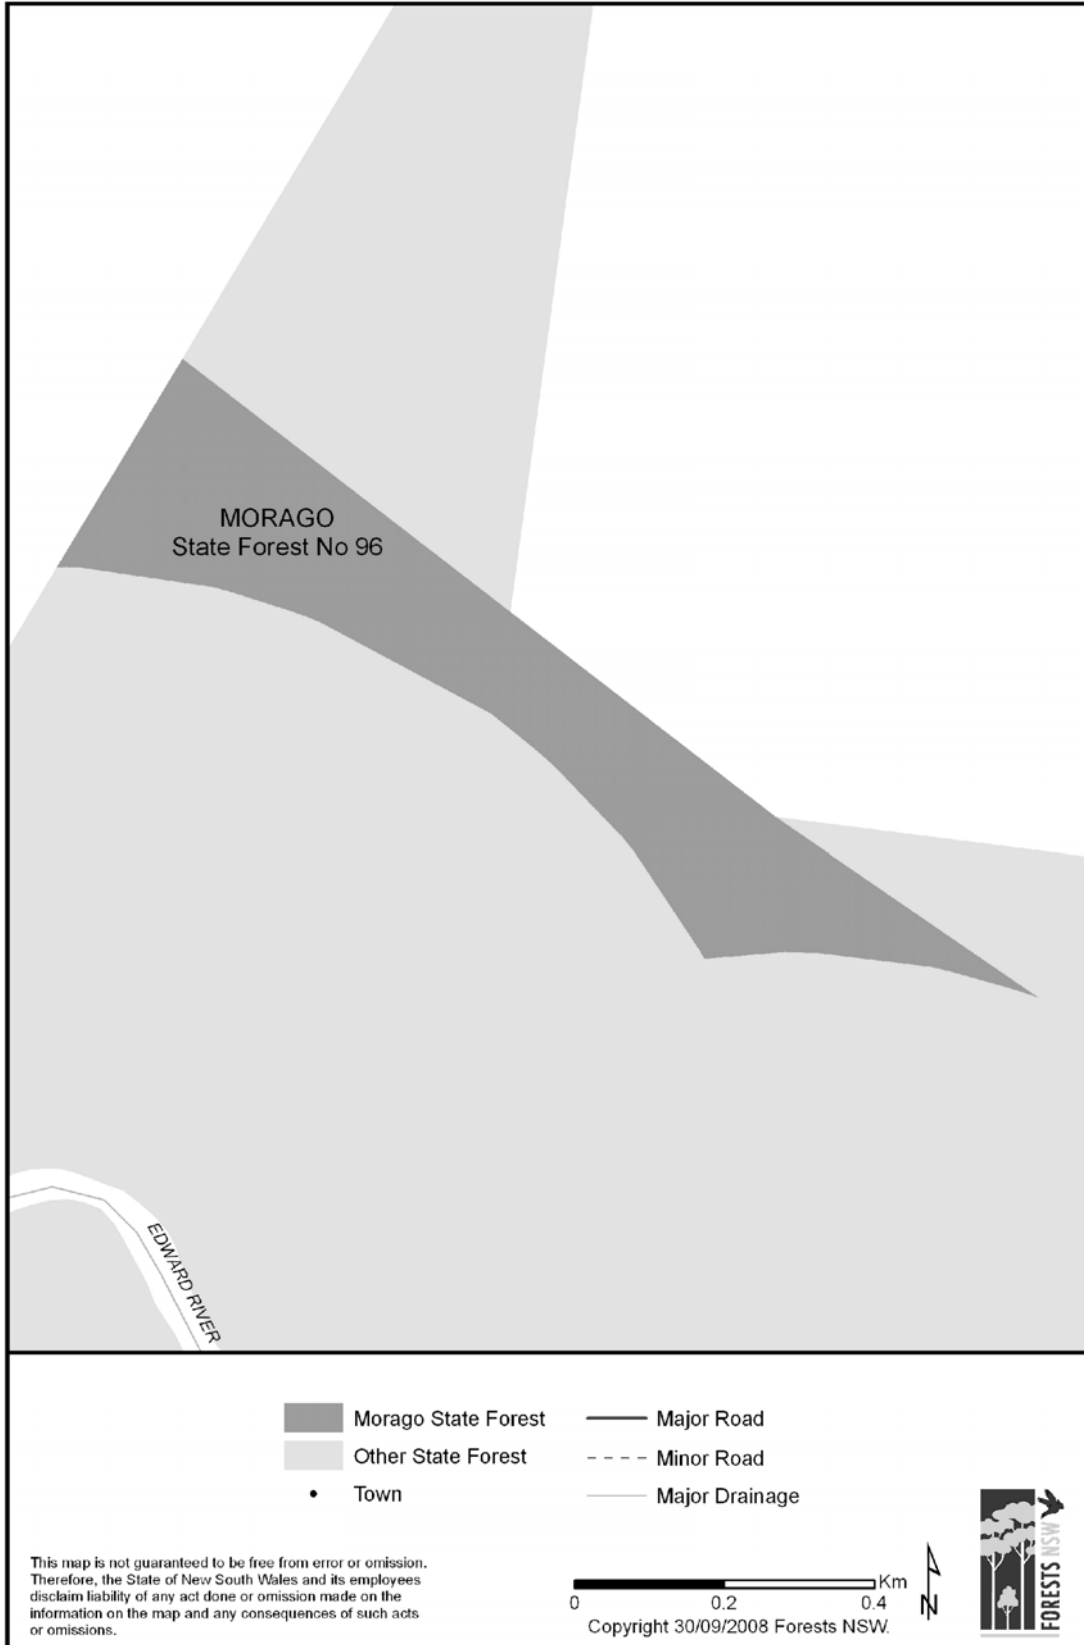 MORAGO
State Forest No 96
EDWARD RIVER
Morago State Forest
Other State Forest
Town
Major Road
Minor Road
Major Drainage
This map is not guaranteed to be free from error or omission.
Therefore, the State of New South Wales and its employees
disclaim liability of any act done or omission made on the
information on the map and any consequences of such acts
or omissions.
Km
0 0.2 0.4
Copyright 30/09/2008 Forests NSW.
N
FORESTS NSW